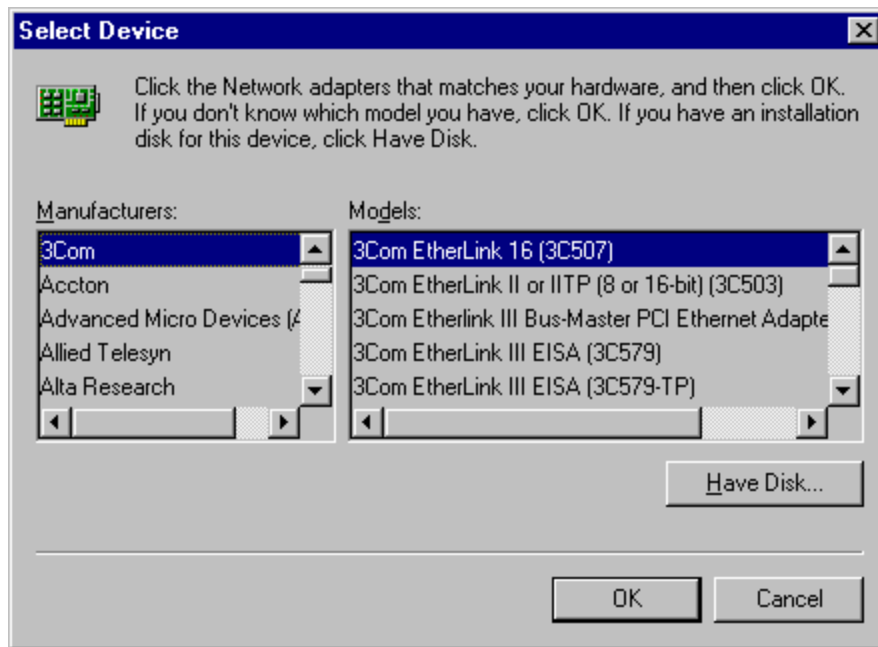 Select Device
Click the Network adapters that matches your hardware, and then click OK.
If you don't know which model you have, click OK. If you have an installation
disk for this device, click Have Disk.
Manufacturers:
3Com
Accton
Advanced Micro Devices (A
Allied Telesyn
Alta Research
Models:
3Com EtherLink 16 (3C507)
3Com EtherLink II or IITP (8 or 16-bit) (3C503)
3Com Etherlink III Bus-Master PCI Ethernet Adapte
3Com EtherLink III EISA (3C579)
3Com EtherLink III EISA (3C579-TP)
Have Disk...
OK
Cancel